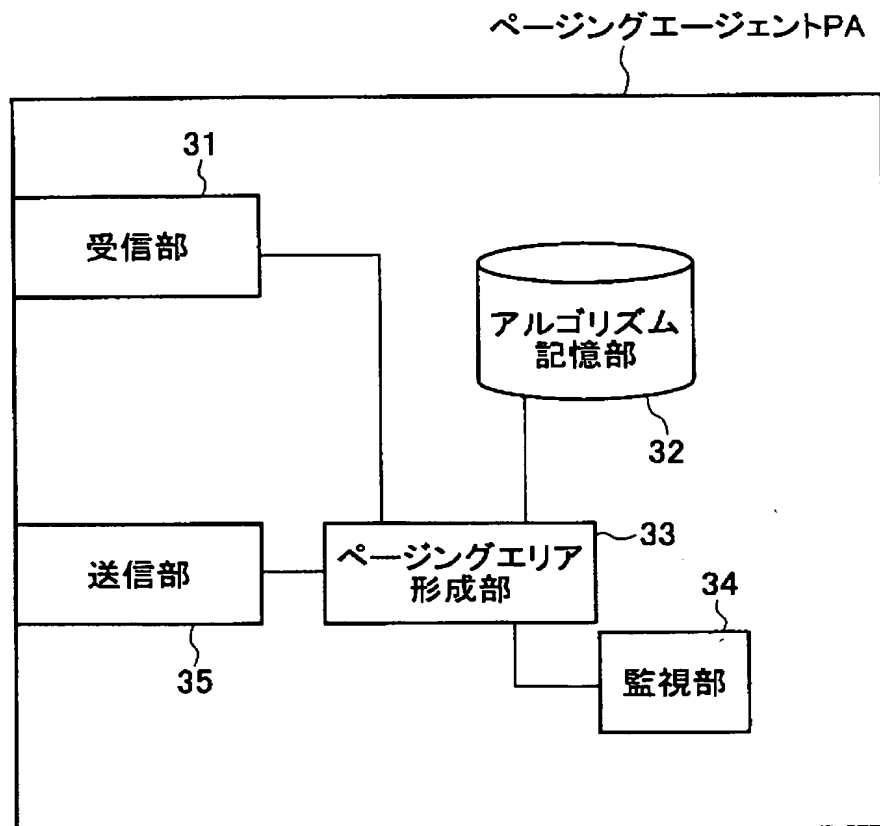 ページングエージェントPA
31
受信部
アルゴリズム
記憶部
32
33
ページングエリア
形成部
送信部
35
34
監視部